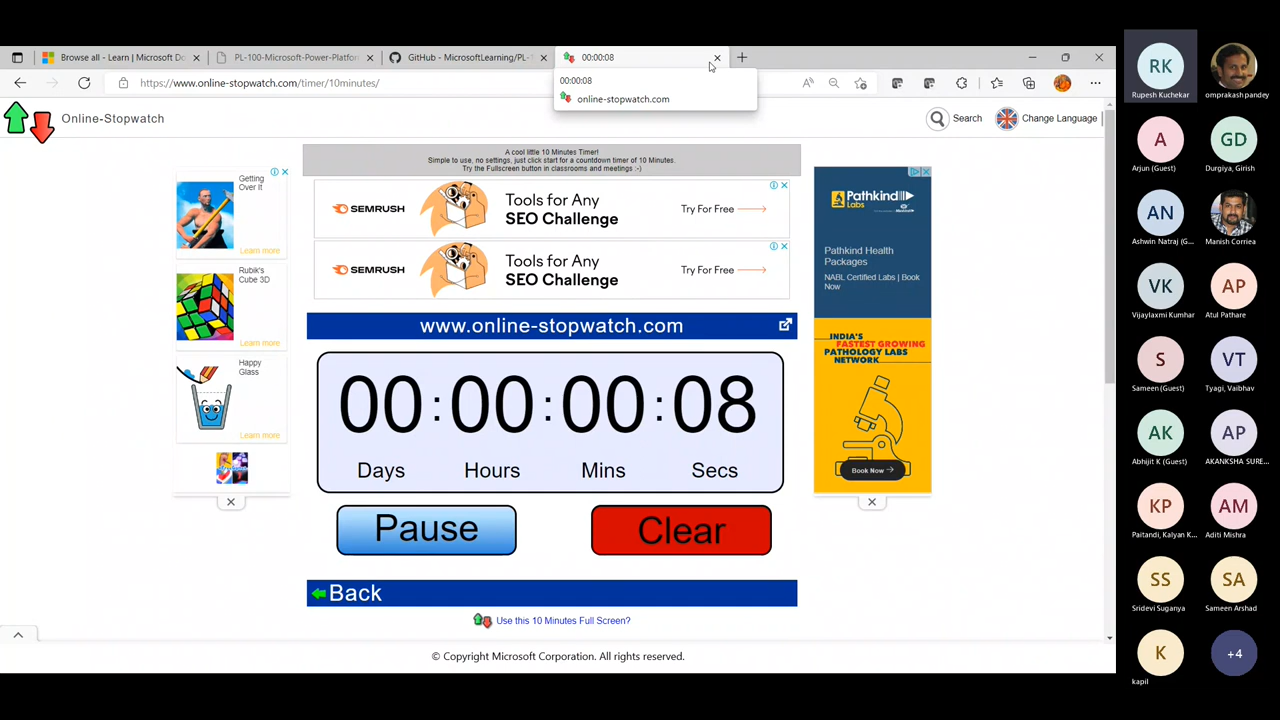 Browse all - Learn | Microsoft Do
PL-100-Microsoft-Power-Platfor
GitHub - MicrosoftLearning/PL-1
00:00:08
https://www.online-stopwatch.com/timer/10minutes/
00:00:08
online-stopwatch.com
Online-Stopwatch
Search
Change Language
A cool little 10 Minutes Timer!
Simple to use, no settings, just click start for a countdown timer of 10 Minutes.
Try the Fullscreen button in classrooms and meetings :-)
Getting
Over It
Learn more
Rubik's
Cube 3D
Learn more
Happy
Glass
Learn more
SEMRUSH
Tools for Any
SEO Challenge
Try For Free
SEMRUSH
Tools for Any
SEO Challenge
Try For Free
www.online-stopwatch.com
00:00:00:08
Days Hours Mins Secs
Pause
Clear
Back
Use this 10 Minutes Full Screen?
Pathkind
Labs
Pathkind Health
Packages
NABL Certified Labs | Book
Now
INDIA'S
FASTEST GROWING
PATHOLOGY LABS
NETWORK
Book Now
© Copyright Microsoft Corporation. All rights reserved.
RK
Rupesh Kuchekar
omprakash pandey
A
Arjun (Guest)
GD
Durgiya, Girish
AN
Ashwin Natraj (G...
Manish Corriea
VK
Vijaylaxmi Kumhar
AP
Atul Pathare
S
Sameen (Guest)
VT
Tyagi, Vaibhav
AK
Abhijit K (Guest)
AP
AKANKSHA SURE...
KP
Paitandi, Kalyan K...
AM
Aditi Mishra
SS
Sridevi Suganya
SA
Sameen Arshad
K
kapil
+4